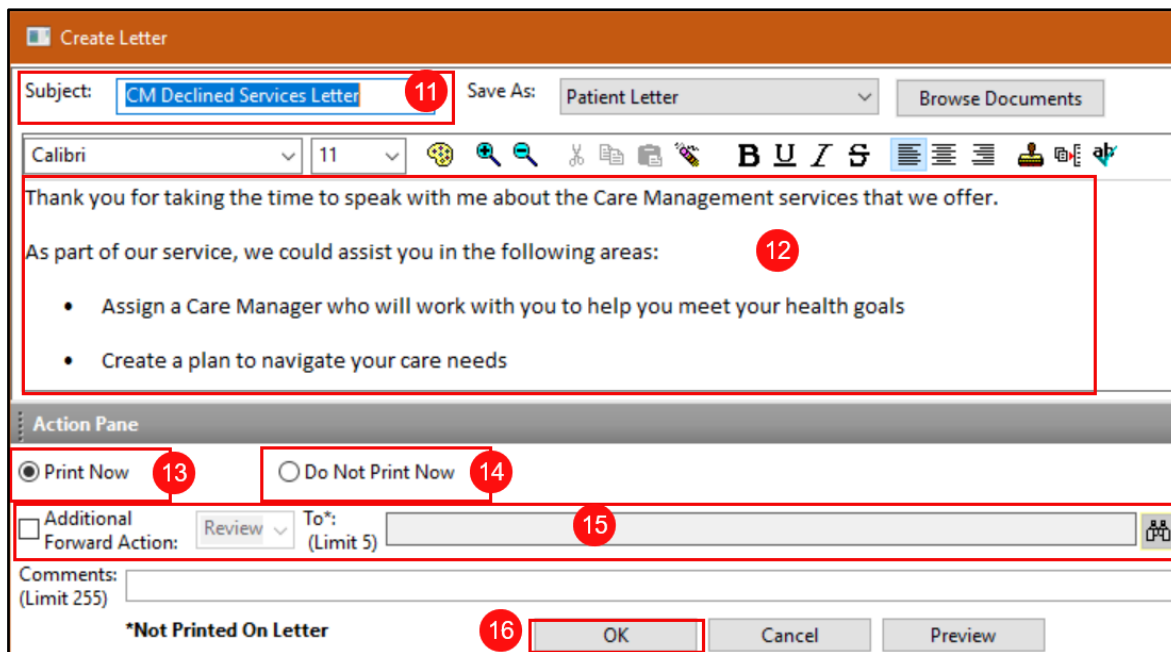 Create Letter
Subject: CM Declined Services Letter 11 Save As: Patient Letter Browse Documents
Calibri 11 B U I S ab
Thank you for taking the time to speak with me about the Care Management services that we offer.
As part of our service, we could assist you in the following areas: 12
• Assign a Care Manager who will work with you to help you meet your health goals
• Create a plan to navigate your care needs
Action Pane
Print Now 13 Do Not Print Now 14
Additional Review To*: 15
Forward Action: (Limit 5)
Comments:
(Limit 255)
*Not Printed On Letter 16 OK Cancel Preview